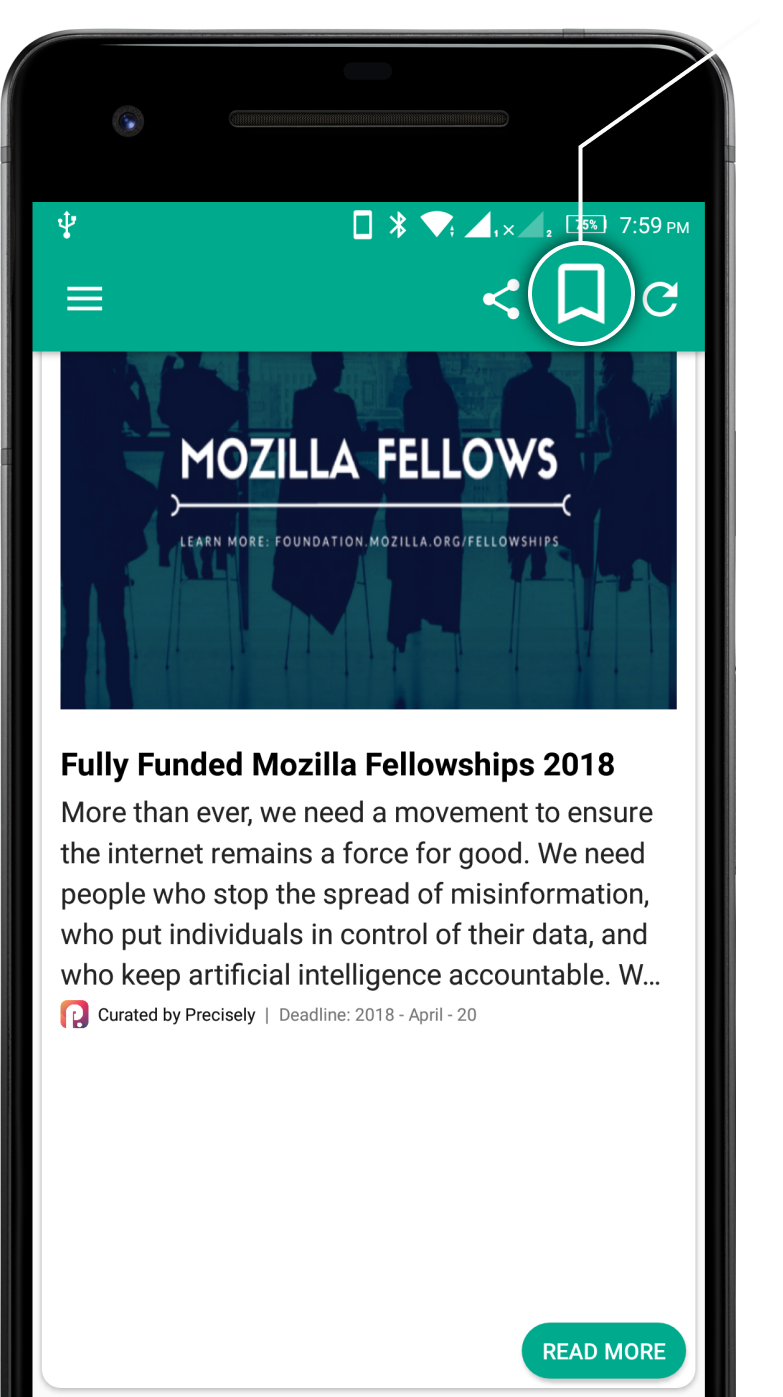 1 × 2 75% 7:59 PM
MOZILLA FELLOWS
LEARN MORE: FOUNDATION.MOZILLA.ORG/FELLOWSHIPS
Fully Funded Mozilla Fellowships 2018
More than ever, we need a movement to ensure
the internet remains a force for good. We need
people who stop the spread of misinformation,
who put individuals in control of their data, and
who keep artificial intelligence accountable. W...
Curated by Precisely | Deadline: 2018 - April - 20
READ MORE